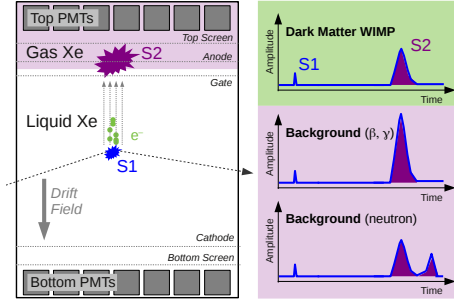 Top PMTs
Top Screen
Gas Xe
S2
Anode
Gate
Liquid Xe
e⁻
S1
Drift
Field
Cathode
Bottom Screen
Bottom PMTs
Dark Matter WIMP
Amplitude
S1
S2
Time
Background (β, γ)
Amplitude
Time
Background (neutron)
Amplitude
Time